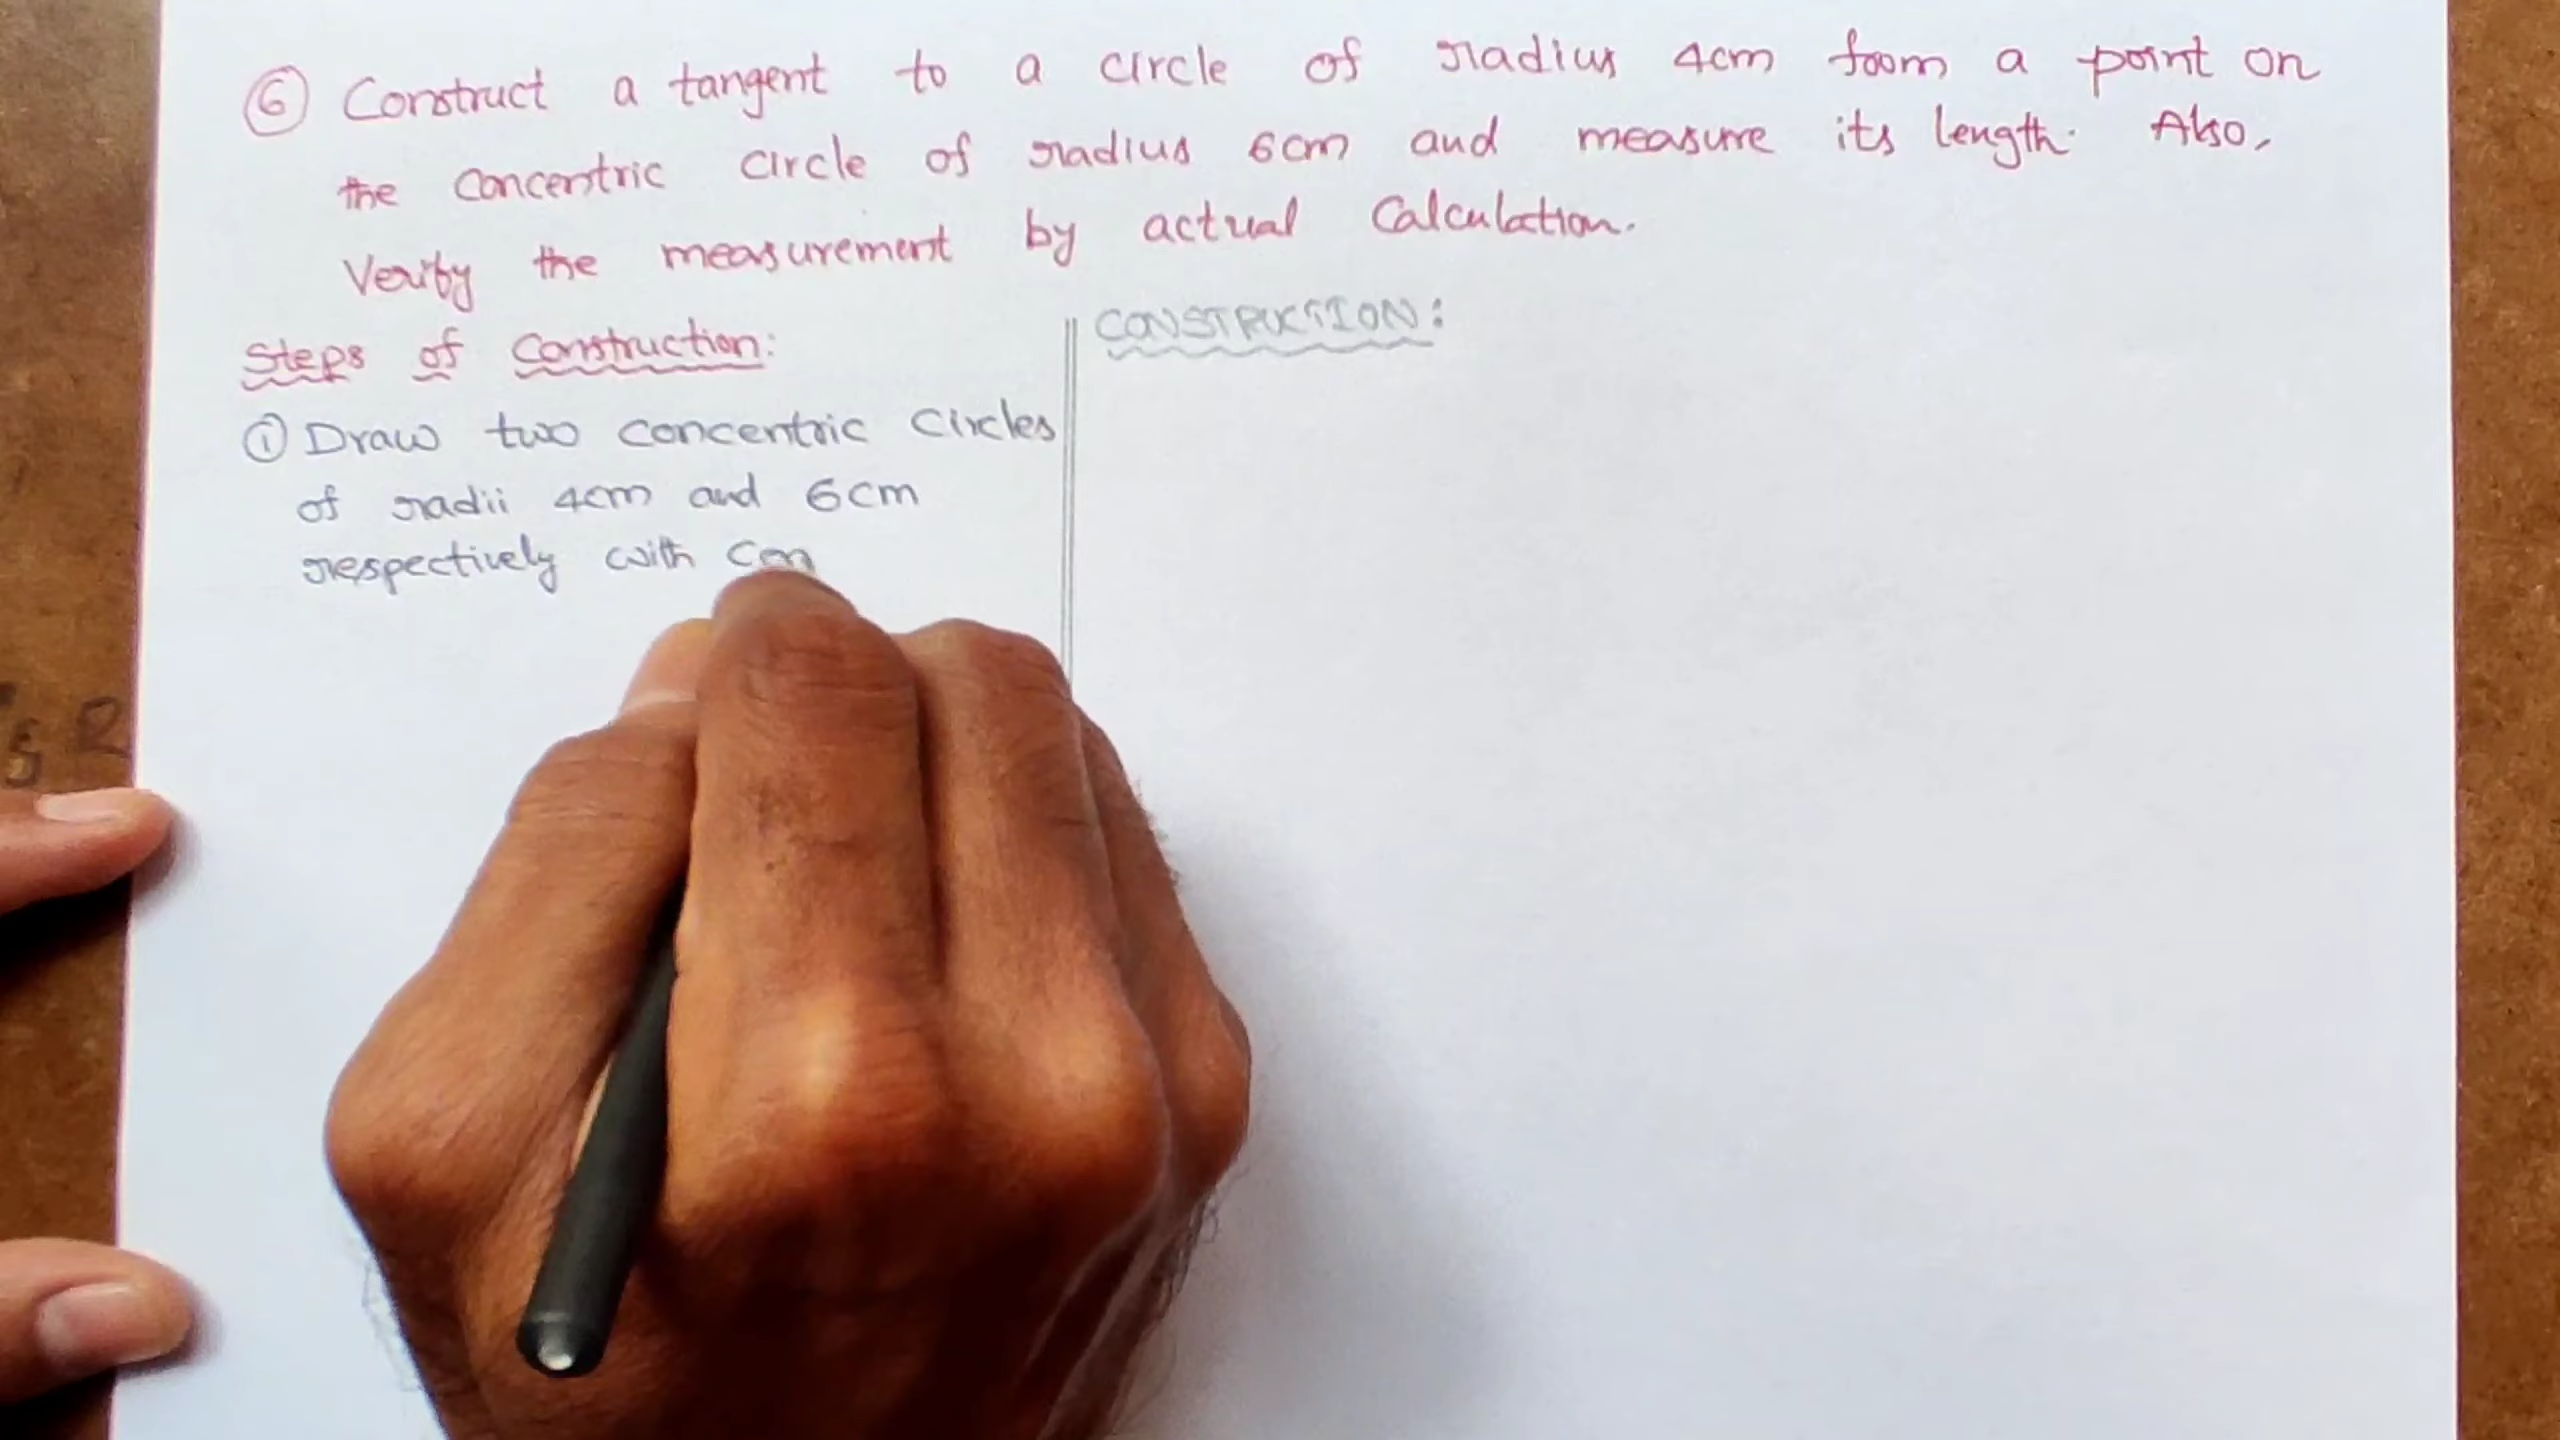 ⑥ Construct a tangent to a circle of radius 4cm from a point on
the concentric circle of radius 6cm and measure its length. Also,
Verify the measurement by actual Calculation.
Steps of Construction:
CONSTRUCTION:
① Draw two concentric Circles
of radii 4cm and 6cm
respectively with Cen